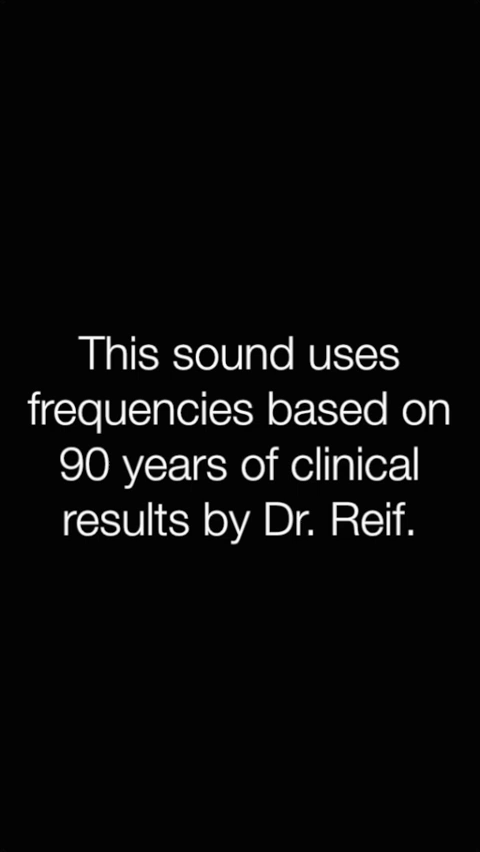 This sound uses
frequencies based on
90 years of clinical
results by Dr. Reif.